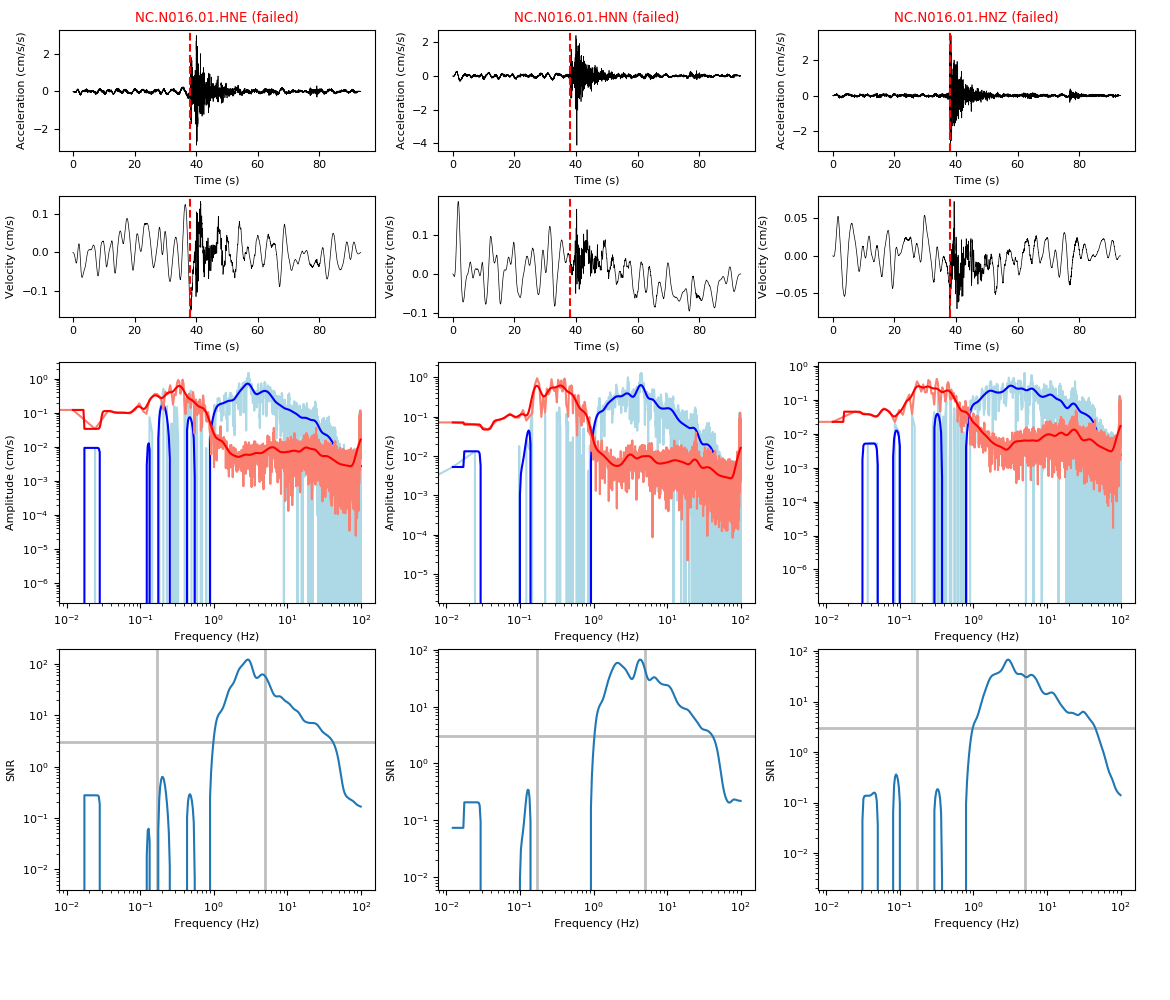 NC.N016.01.HNE (failed)
NC.N016.01.HNN (failed)
NC.N016.01.HNZ (failed)
Acceleration (cm/s/s)
2
0
−2
0 20 40 60 80
Time (s)
Acceleration (cm/s/s)
2
0
−2
−4
0 20 40 60 80
Time (s)
Acceleration (cm/s/s)
2
0
−2
0 20 40 60 80
Time (s)
Velocity (cm/s)
0.1
0.0
−0.1
0 20 40 60 80
Time (s)
Velocity (cm/s)
0.1
0.0
−0.1
0 20 40 60 80
Time (s)
Velocity (cm/s)
0.05
0.00
−0.05
0 20 40 60 80
Time (s)
Amplitude (cm/s)
10⁰
10⁻¹
10⁻²
10⁻³
10⁻⁴
10⁻⁵
10⁻⁶
10⁻² 10⁻¹ 10⁰ 10¹ 10²
Frequency (Hz)
Amplitude (cm/s)
10⁰
10⁻¹
10⁻²
10⁻³
10⁻⁴
10⁻⁵
10⁻² 10⁻¹ 10⁰ 10¹ 10²
Frequency (Hz)
Amplitude (cm/s)
10⁰
10⁻¹
10⁻²
10⁻³
10⁻⁴
10⁻⁵
10⁻⁶
10⁻² 10⁻¹ 10⁰ 10¹ 10²
Frequency (Hz)
SNR
10²
10¹
10⁰
10⁻¹
10⁻²
10⁻² 10⁻¹ 10⁰ 10¹ 10²
Frequency (Hz)
SNR
10²
10¹
10⁰
10⁻¹
10⁻²
10⁻² 10⁻¹ 10⁰ 10¹ 10²
Frequency (Hz)
SNR
10²
10¹
10⁰
10⁻¹
10⁻²
10⁻² 10⁻¹ 10⁰ 10¹ 10²
Frequency (Hz)